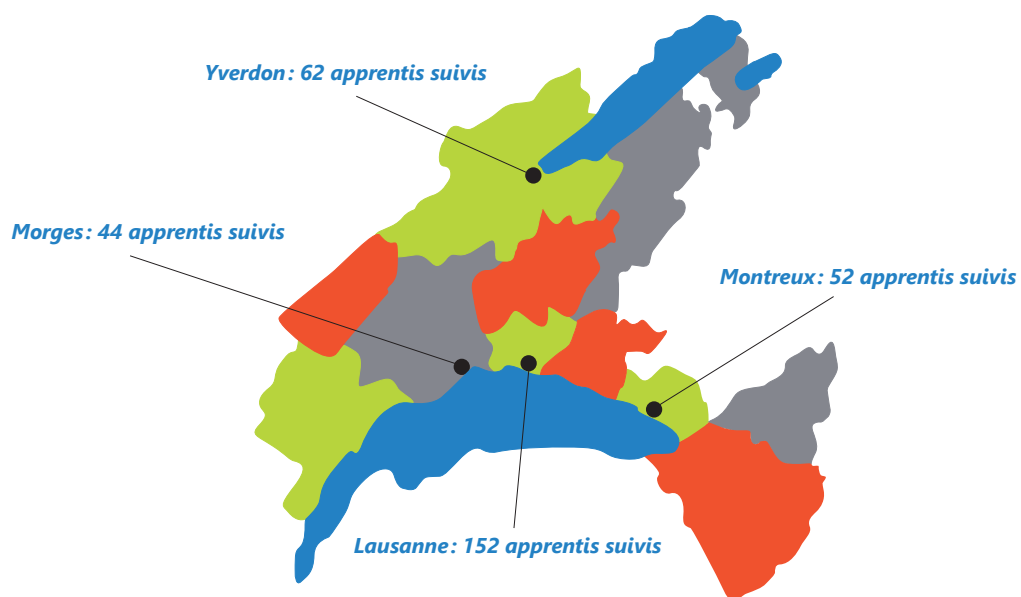 Yverdon: 62 apprentis suivis
Morges: 44 apprentis suivis
Montreux: 52 apprentis suivis
Lausanne: 152 apprentis suivis